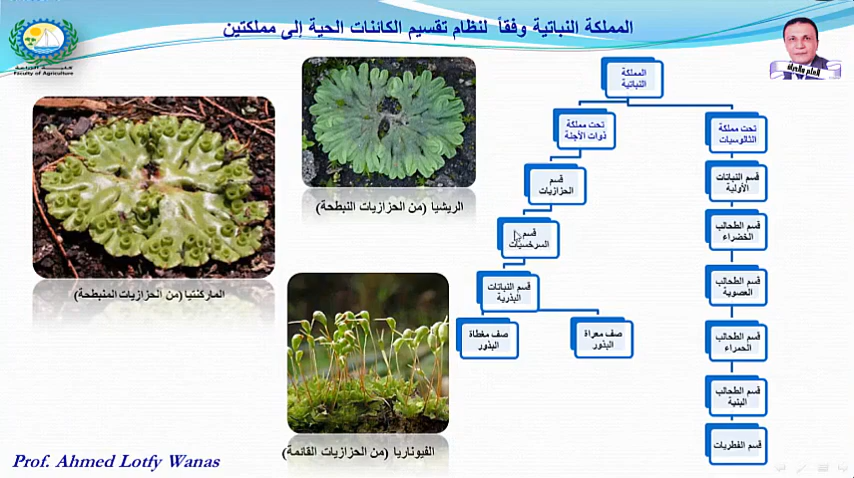 المملكة النباتية وفقاً لنظام تقسيم الكائنات الحية إلى مملكتين
كليـــة الزراعـــة
Faculty of Agriculture
المملكة
النباتية
تحت مملكة
الثالوسيات
قسم النباتات
الأولية
قسم الطحالب
الخضراء
قسم الطحالب
العصوية
قسم الطحالب
الحمراء
قسم الطحالب
البنية
قسم الفطريات
تحت مملكة
ذوات الأجنة
قسم
الحزازيات
قسم
السرخسيات
قسم النباتات
البذرية
صف معراة
البذور
صف مغطاة
البذور
الريشيا (من الحزازيات النبطحة)
الماركنتيا (من الحزازيات المنبطحة)
الفيوناريا (من الحزازيات القائمة)
Prof. Ahmed Lotfy Wanas